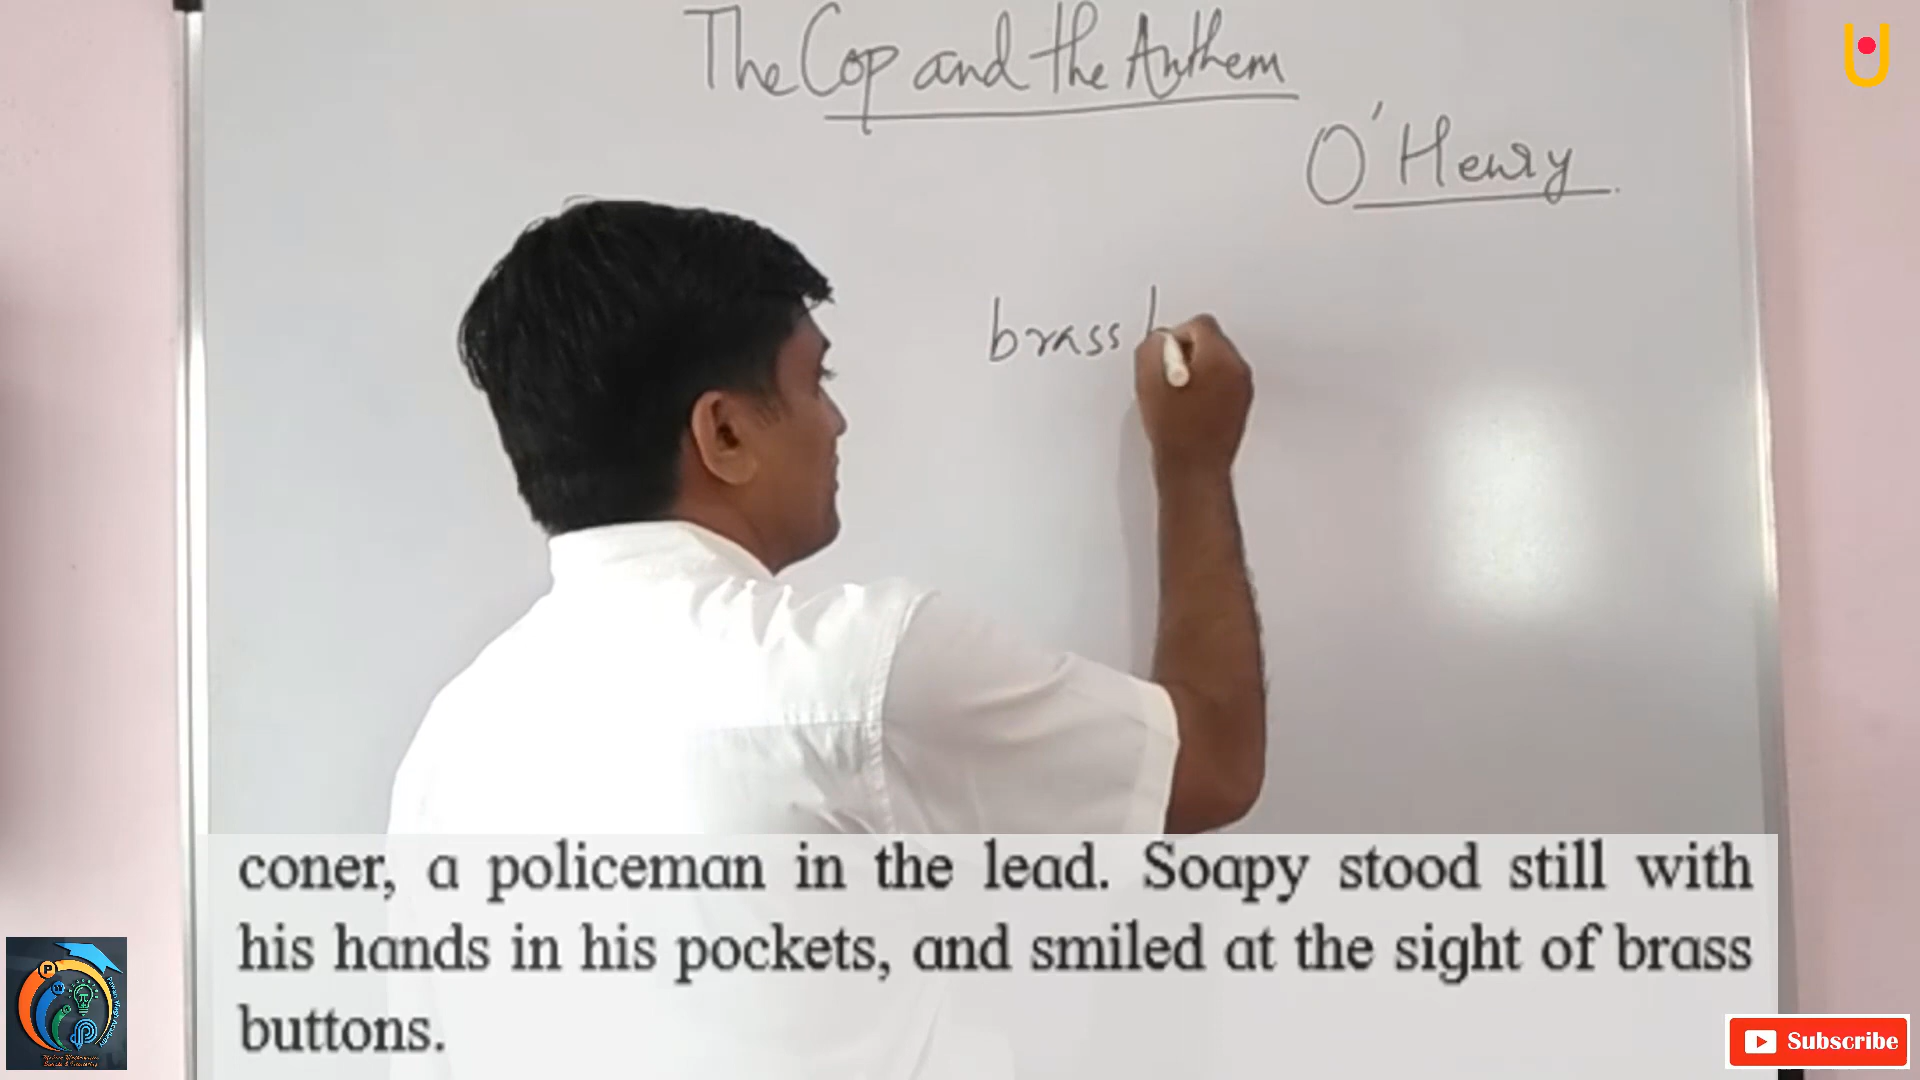 The Cop and the Anthem
O'Henry
brass b
coner, a policeman in the lead. Soapy stood still with
his hands in his pockets, and smiled at the sight of brass
buttons.
Subscribe